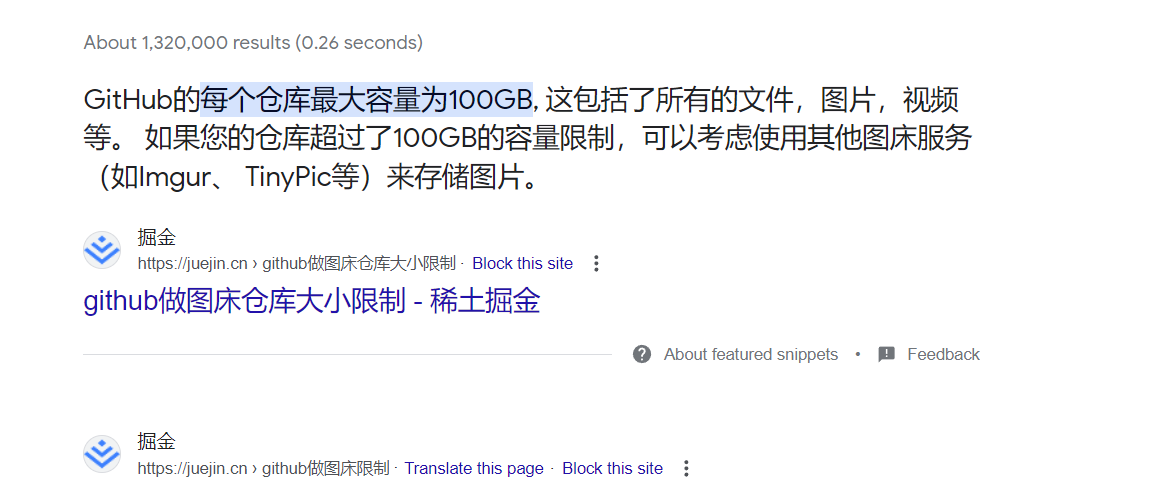 About 1,320,000 results (0.26 seconds)
GitHub的每个仓库最大容量为100GB, 这包括了所有的文件，图片，视频
等。 如果您的仓库超过了100GB的容量限制，可以考虑使用其他图床服务
（如Imgur、 TinyPic等）来存储图片。
掘金
https://juejin.cn › github做图床仓库大小限制 · Block this site
github做图床仓库大小限制 - 稀土掘金
About featured snippets • Feedback
掘金
https://juejin.cn › github做图床限制 · Translate this page · Block this site